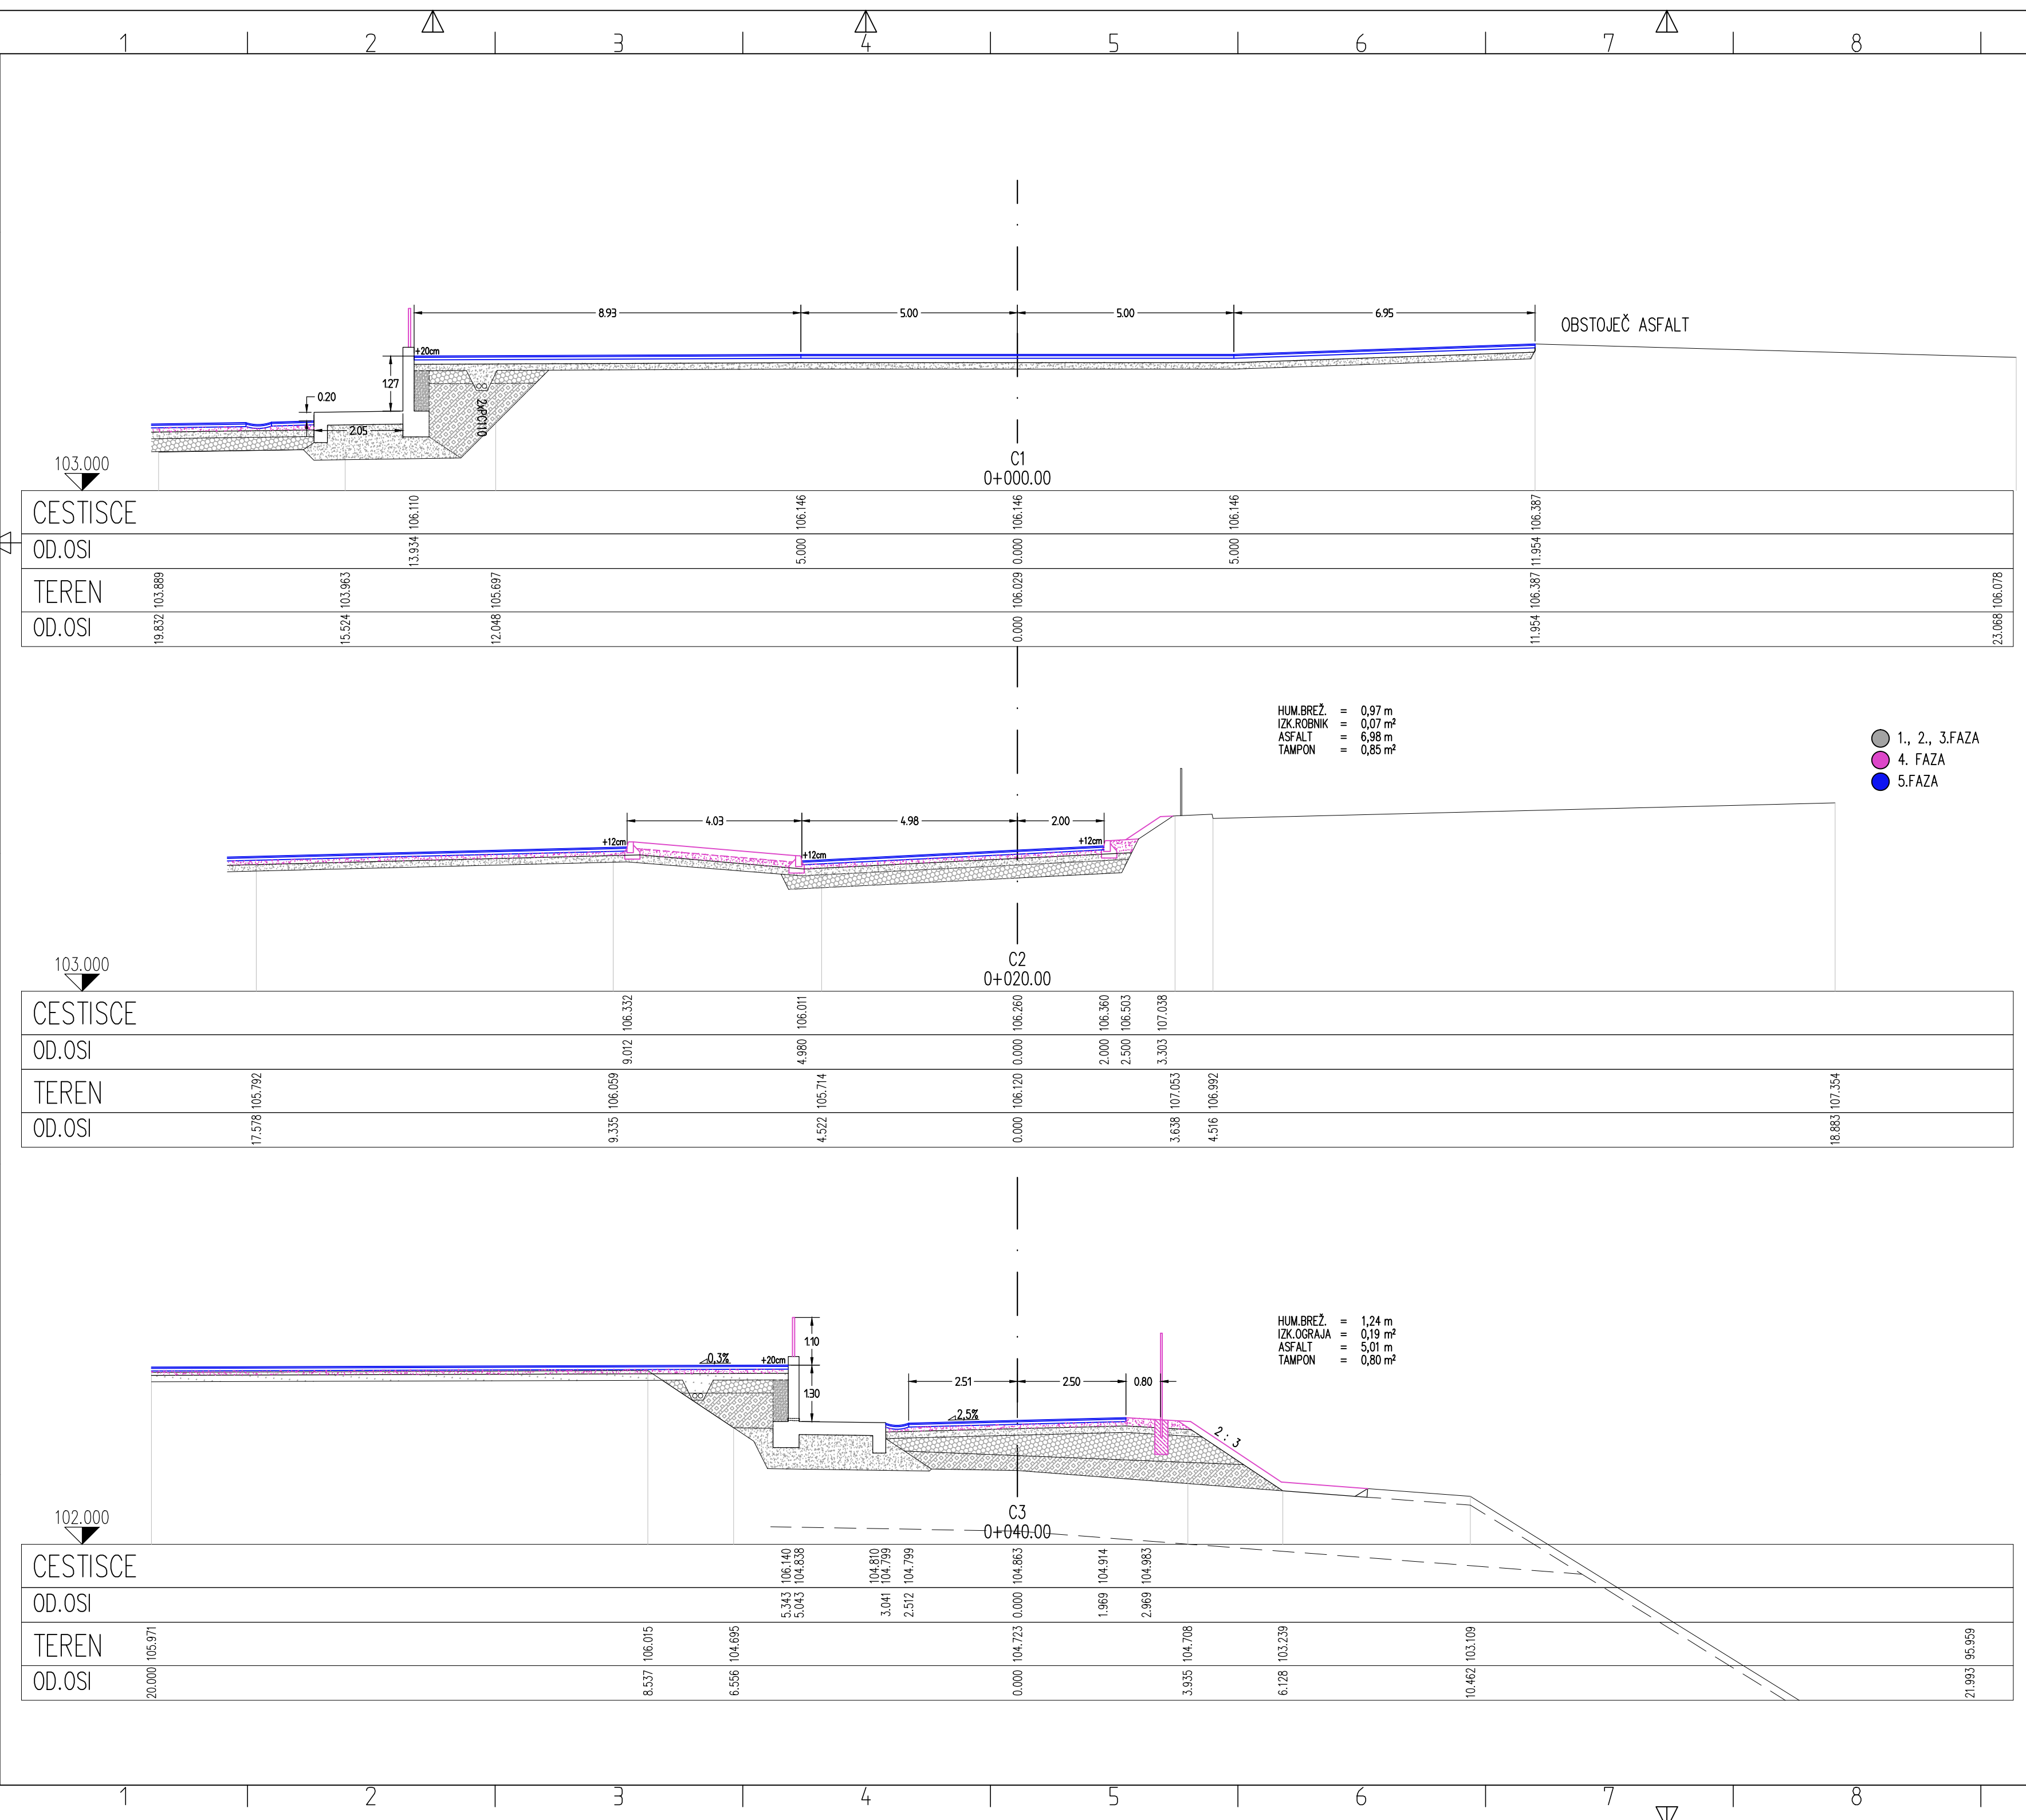 1 2 3 4 5 6 7 8
8.93 5.00 5.00 6.95
OBSTOJEČ ASFALT
+20cm
1.27
0.20
2.05
2xPC110
C1
0+000.00
103.000
CESTISCE
106.110 106.146 106.146 106.146 106.387
OD.OSI
13.934 5.000 0.000 5.000 11.954
TEREN
103.889 103.963 105.697 106.029 106.387 106.078
OD.OSI
19.832 15.524 12.048 0.000 11.954 23.068
HUM.BREŽ. = 0,97 m
IZK.ROBNIK = 0,07 m²
ASFALT = 6,98 m
TAMPON = 0,85 m²
1., 2., 3.FAZA
4. FAZA
5.FAZA
4.03 4.98 2.00
+12cm +12cm +12cm
C2
0+020.00
103.000
CESTISCE
106.332 106.011 106.260 106.360 106.503 107.038
OD.OSI
9.012 4.980 0.000 2.000 2.500 3.303
TEREN
105.792 106.059 105.714 106.120 107.053 106.992 107.354
OD.OSI
17.578 9.335 4.522 0.000 3.638 4.516 18.883
HUM.BREŽ. = 1,24 m
IZK.OGRAJA = 0,19 m²
ASFALT = 5,01 m
TAMPON = 0,80 m²
1.10
0,3%
+20cm
1.30
2.51 2.50 0.80
2,5%
2 : 3
C3
0+040.00
102.000
CESTISCE
106.140 104.838 104.810 104.799 104.799 104.863 104.914 104.983
OD.OSI
5.343 5.043 3.041 2.512 0.000 1.969 2.969
TEREN
105.971 106.015 104.695 104.723 104.708 103.239 103.109 95.959
OD.OSI
20.000 8.537 6.556 0.000 3.935 6.128 10.462 21.993
1 2 3 4 5 6 7 8